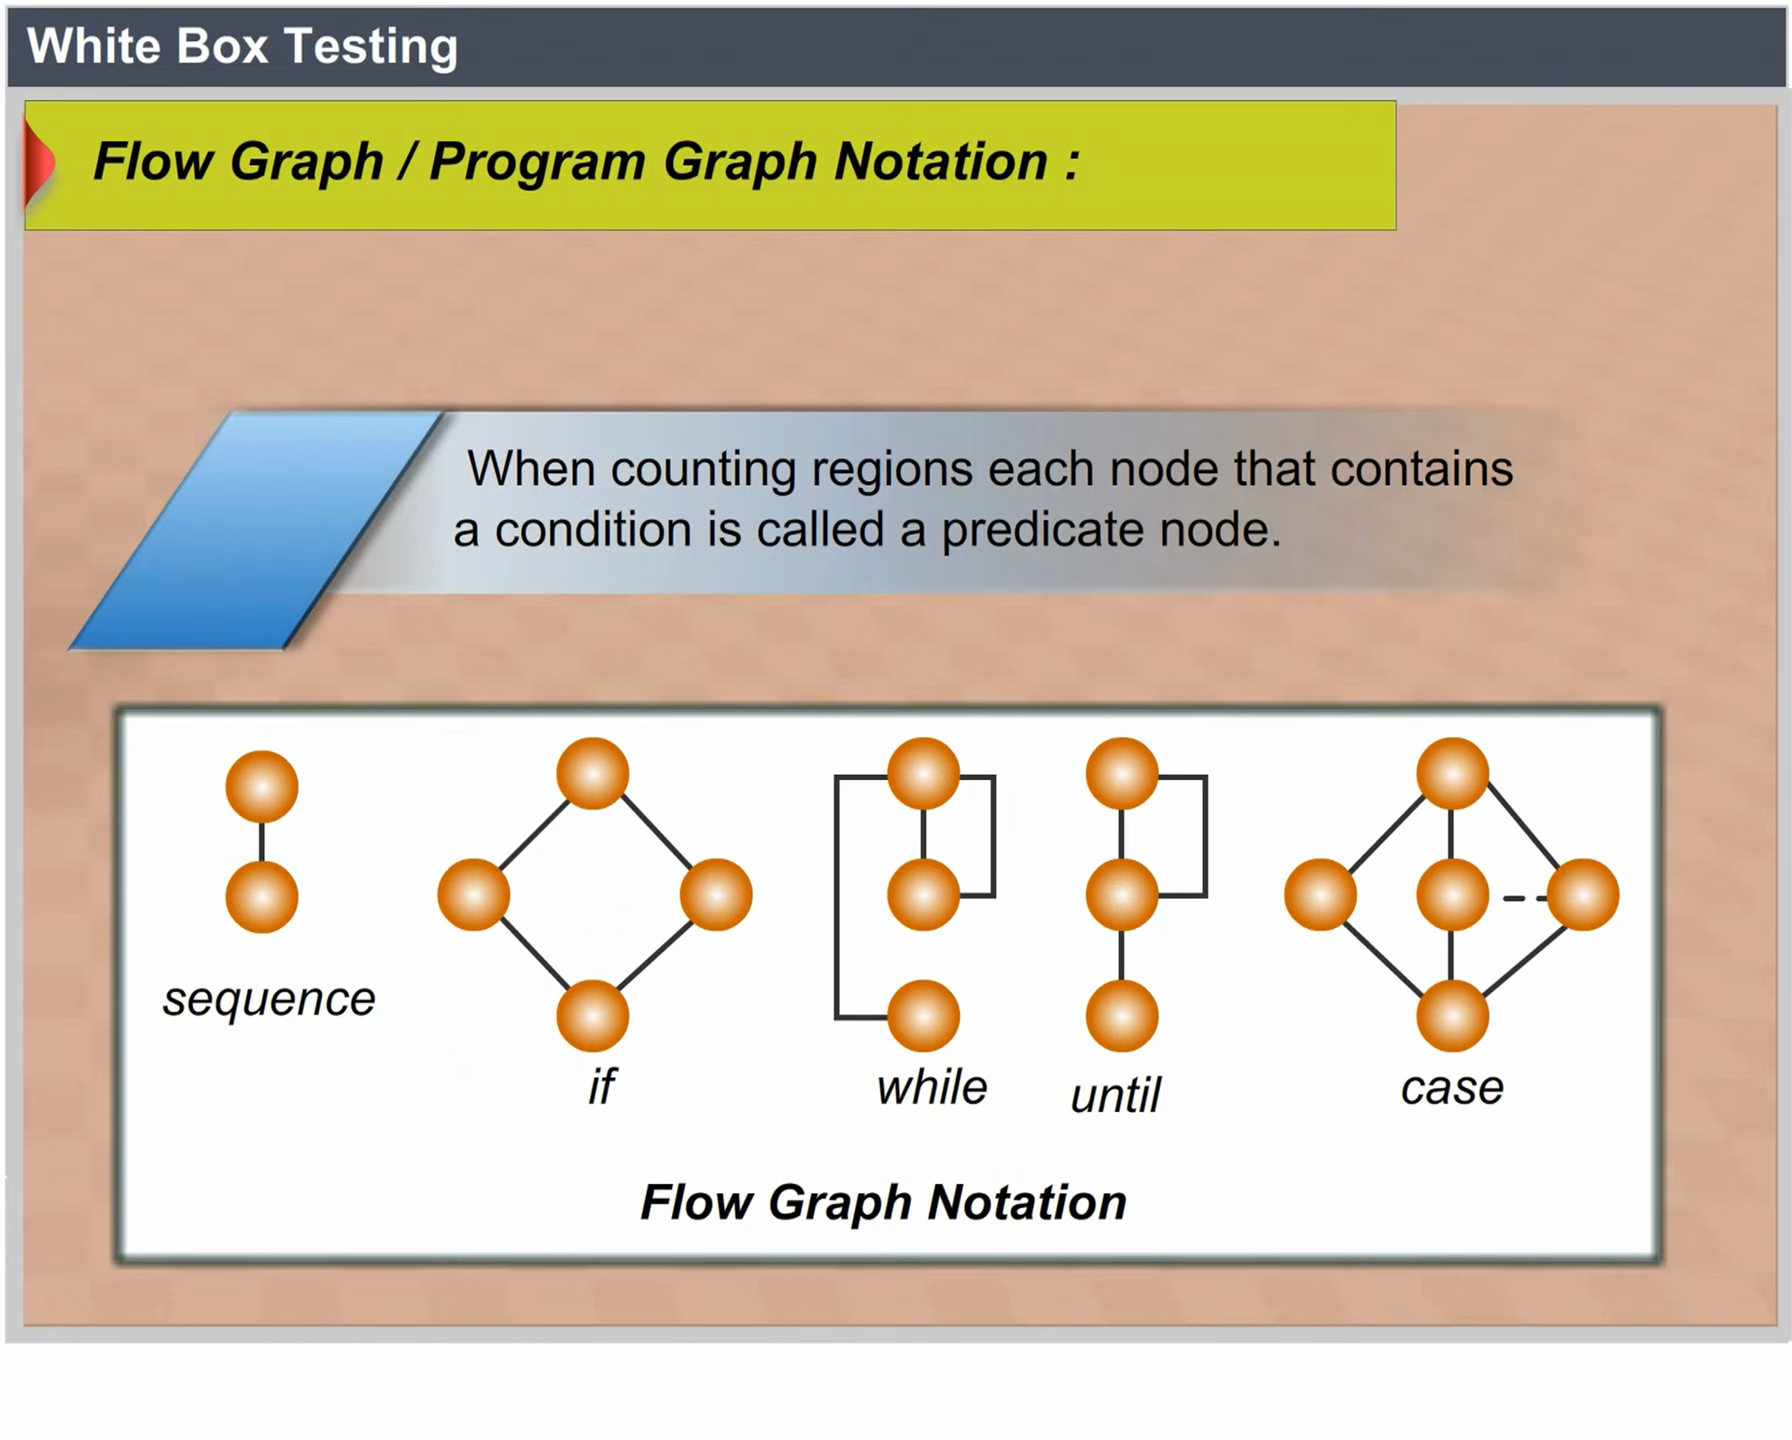 White Box Testing
Flow Graph / Program Graph Notation :
When counting regions each node that contains
a condition is called a predicate node.
sequence
if
while
until
case
Flow Graph Notation